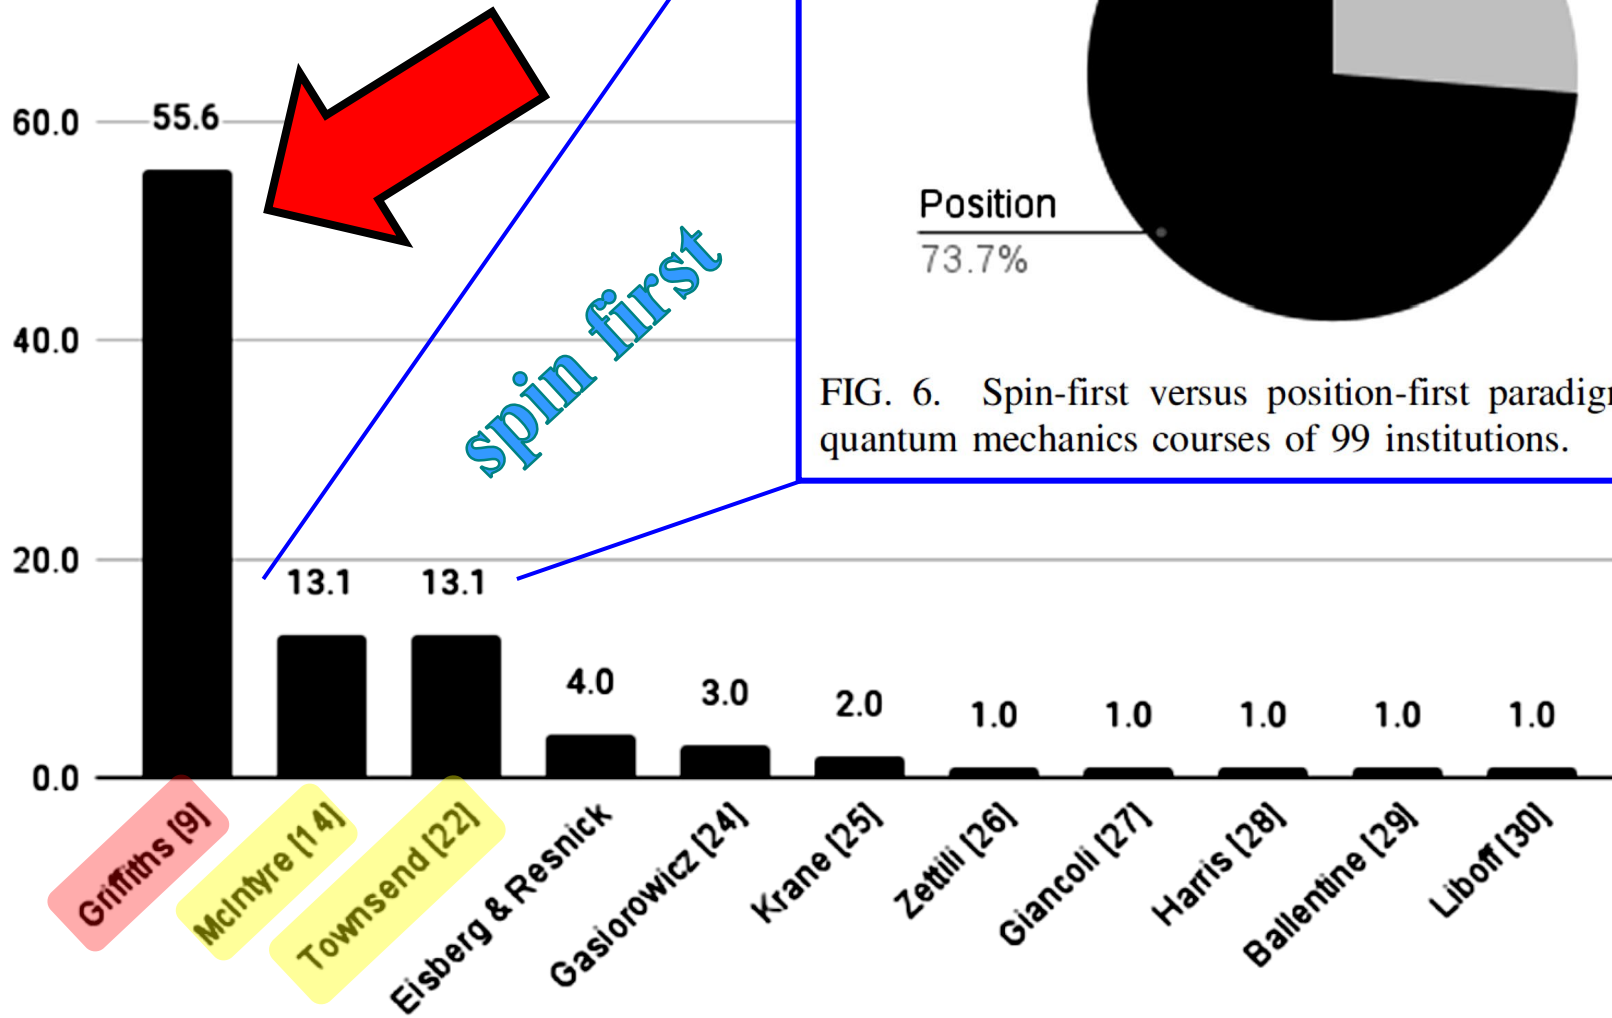 60.0
55.6
40.0
20.0
0.0
13.1
13.1
4.0
3.0
2.0
1.0
1.0
1.0
1.0
1.0
spin first
Position
73.7%
FIG. 6. Spin-first versus position-first
quantum mechanics courses of 99 institutions.
Griffiths [9]
McIntyre [14]
Townsend [22]
Eisberg & Resnick
Gasiorowicz [24]
Krane [25]
Zettili [26]
Giancoli [27]
Harris [28]
Ballentine [29]
Liboff [30]